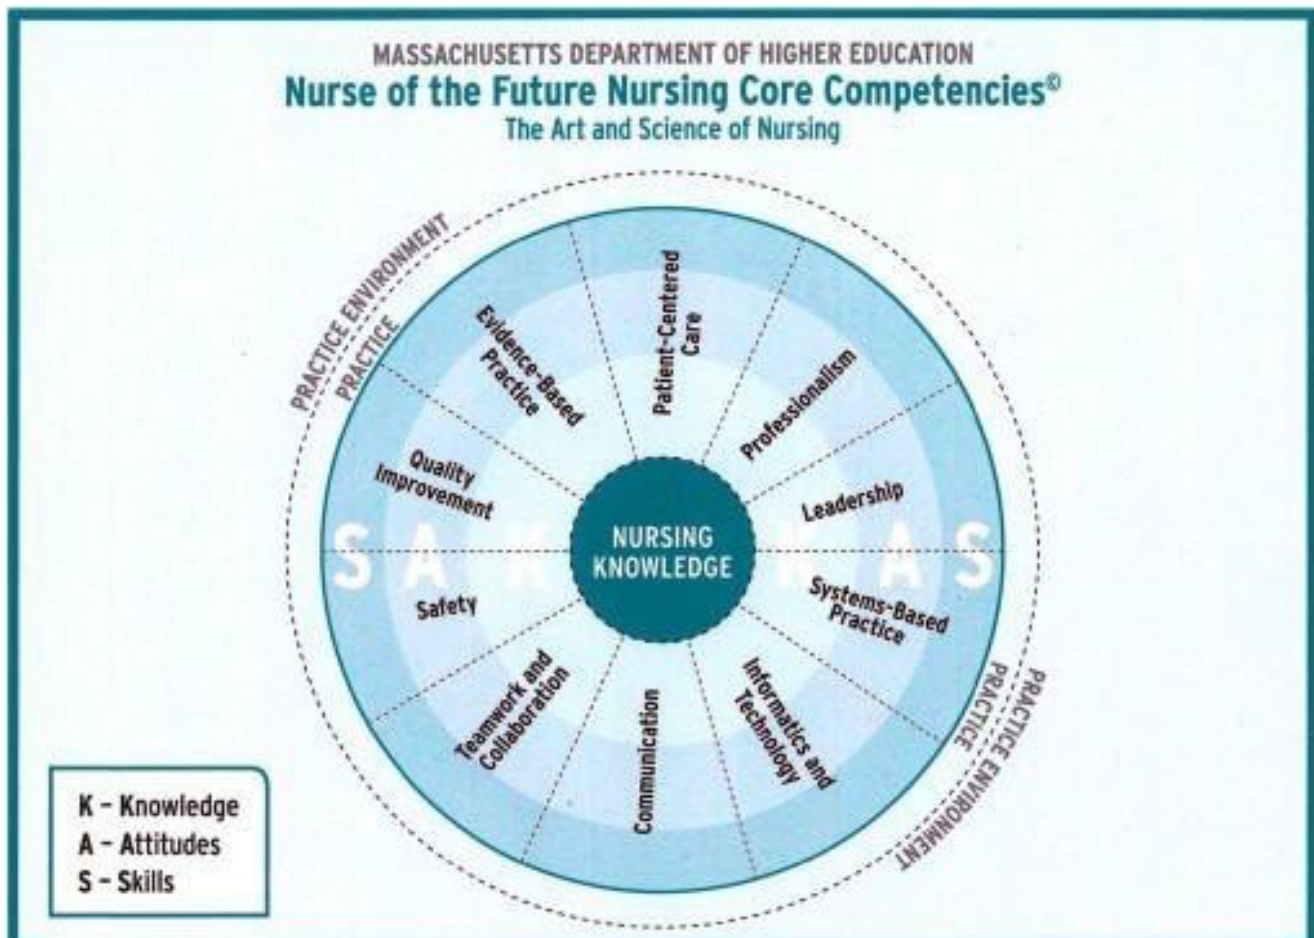 MASSACHUSETTS DEPARTMENT OF HIGHER EDUCATION
Nurse of the Future Nursing Core Competencies©
The Art and Science of Nursing
PRACTICE ENVIRONMENT
PRACTICE
Patient-Centered
Care
Professionalism
Leadership
Systems-Based
Practice
Informatics and
Technology
Communication
Teamwork and
Collaboration
Safety
Quality
Improvement
Evidence-Based
Practice
S A K
NURSING
KNOWLEDGE
K A S
PRACTICE
PRACTICE ENVIRONMENT
K – Knowledge
A – Attitudes
S – Skills